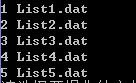 1 List1.dat
2 List2.dat
3 List3.dat
4 List4.dat
5 List5.dat